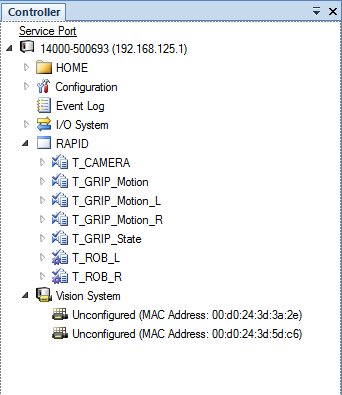 Controller
Service Port
14000-500693 (192.168.125.1)
HOME
Configuration
Event Log
I/O System
RAPID
T_CAMERA
T_GRIP_Motion
T_GRIP_Motion_L
T_GRIP_Motion_R
T_GRIP_State
T_ROB_L
T_ROB_R
Vision System
Unconfigured (MAC Address: 00:d0:24:3d:3a:2e)
Unconfigured (MAC Address: 00:d0:24:3d:5d:c6)